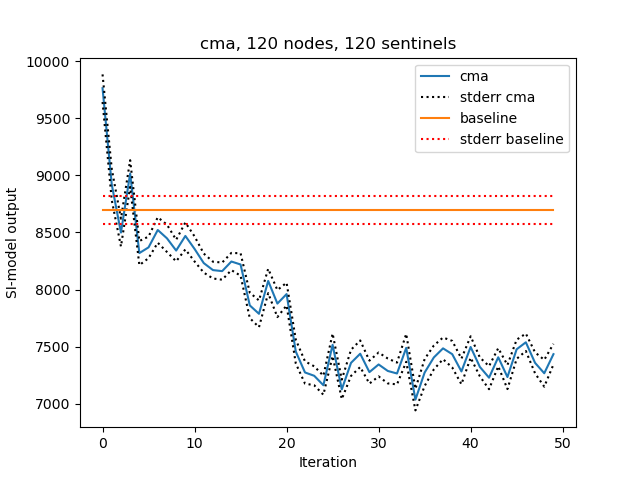 cma, 120 nodes, 120 sentinels
10000
9500
9000
8500
8000
7500
7000
SI-model output
cma
stderr cma
baseline
stderr baseline
0
10
20
30
40
50
Iteration